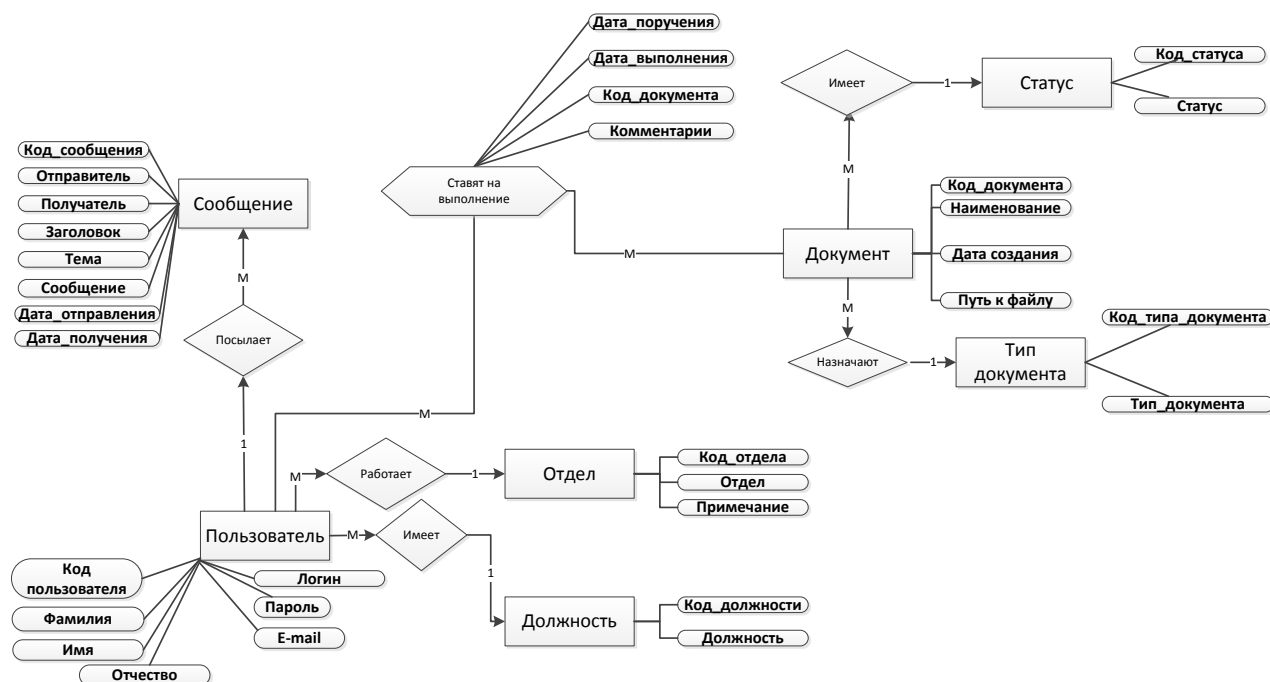 Дата_поручения
Дата_выполнения
Код_документа
Комментарии
Ставят на
выполнение
Имеет
1
Статус
Код_статуса
Статус
M
Код_сообщения
Отправитель
Получатель
Заголовок
Тема
Сообщение
Дата_отправления
Дата_получения
Сообщение
M
Посылает
1
M
M
Документ
Код_документа
Наименование
Дата создания
Путь к файлу
M
Назначают
1
Тип
документа
Код_типа_документа
Тип_документа
M
Работает
1
Отдел
Код_отдела
Отдел
Примечание
Пользователь
M
Имеет
1
Должность
Код_должности
Должность
Код
пользователя
Фамилия
Имя
Отчество
Логин
Пароль
E-mail